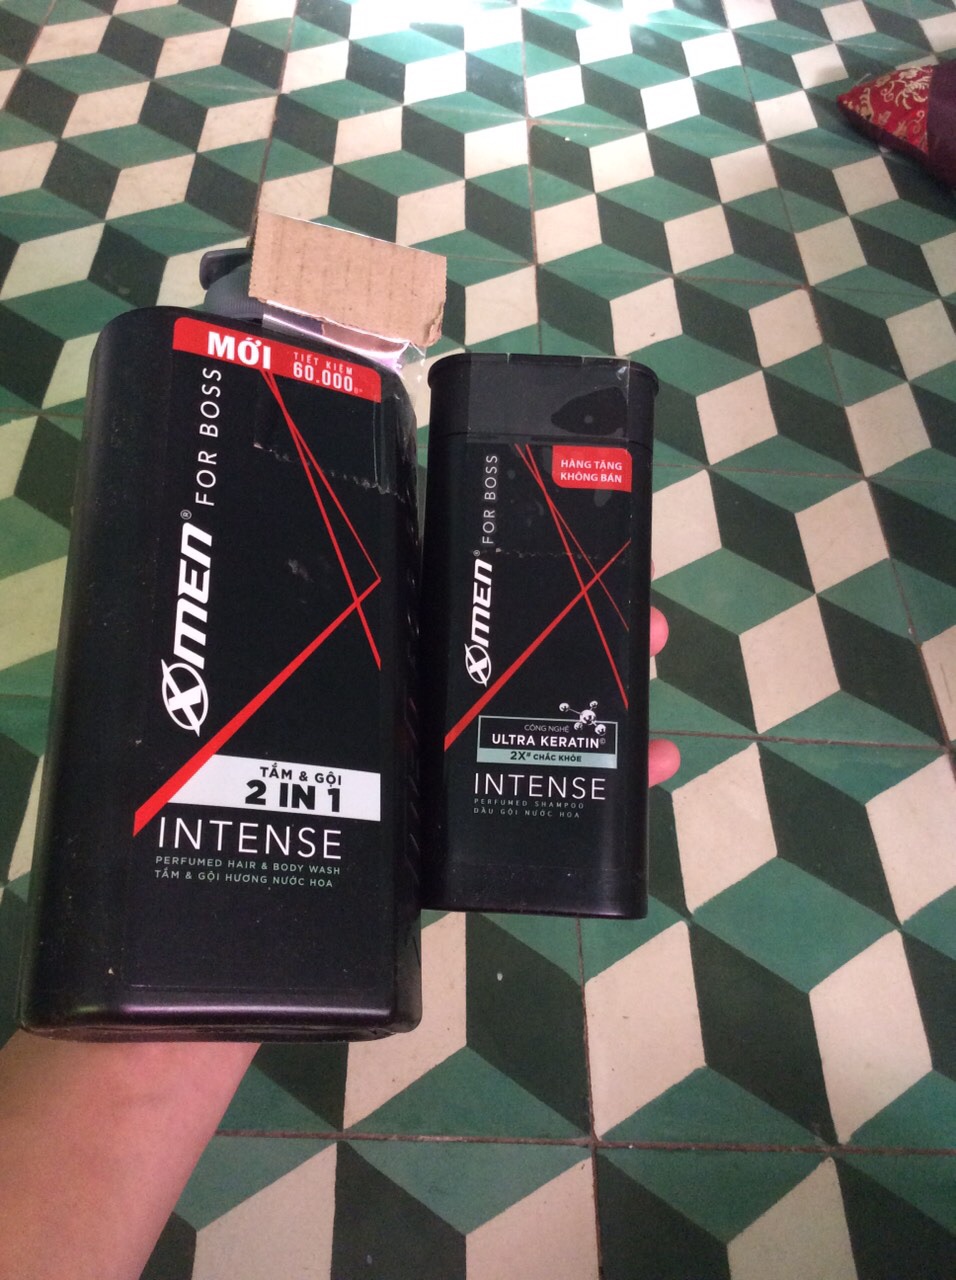 MỚI
TIẾT KIỆM
60.000đ*
XMEN® FOR BOSS
TẮM & GỘI
2 IN 1
INTENSE
PERFUMED HAIR & BODY WASH
TẮM & GỘI HƯƠNG NƯỚC HOA
HÀNG TẶNG
KHÔNG BÁN
XMEN® FOR BOSS
CÔNG NGHỆ
ULTRA KERATIN©
2X# CHẮC KHỎE
INTENSE
PERFUMED SHAMPOO
DẦU GỘI NƯỚC HOA